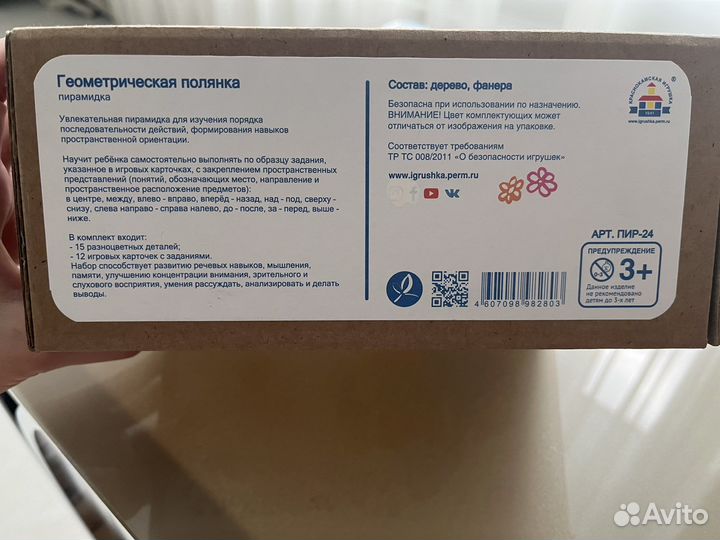 Геометрическая полянка
пирамидка
Увлекательная пирамидка для изучения порядка
последовательности действий, формирования навыков
пространственной ориентации.
Научит ребёнка самостоятельно выполнять по образцу задания,
указанное в игровых карточках, с закреплением пространственных
представлений (понятий, обозначающих место, направление и
пространственное расположение предметов):
в центре, между, влево - вправо, вперёд - назад, над - под, сверху -
снизу, слева направо - справа налево, до - после, за - перед, выше -
ниже.
В комплект входит:
- 15 разноцветных деталей;
- 12 игровых карточек с заданиями.
Набор способствует развитию речевых навыков, мышления,
памяти, улучшению концентрации внимания, зрительного и
слухового восприятия, умения рассуждать, анализировать и делать
выводы.
Состав: дерево, фанера
Безопасна при использовании по назначению.
ВНИМАНИЕ! Цвет комплектующих может
отличаться от изображения на упаковке.
Соответствует требованиям
ТР ТС 008/2011 «О безопасности игрушек»
www.igrushka.perm.ru
КРАСНОКАМСКАЯ ИГРУШКА
®
www.igrushka.perm.ru
АРТ. ПИР-24
ПРЕДУПРЕЖДЕНИЕ
0-3
3+
Данное изделие
не рекомендовано
детям до 3-х лет
4 607098 982803
Avito